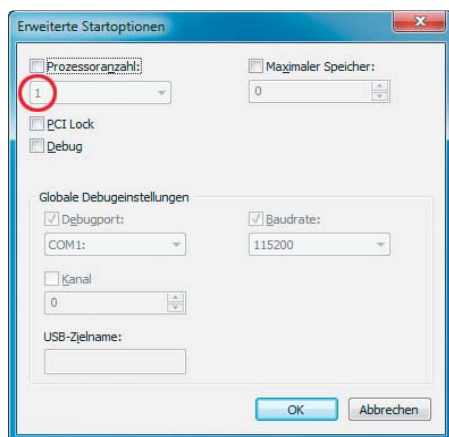 Erweiterte Startoptionen
Prozessoranzahl: Maximaler Speicher:
1 0
PCI Lock
Debug
Globale Debugeinstellungen
Debugport: Baudrate:
COM1: 115200
Kanal
0
USB-Zielname:
OK Abbrechen